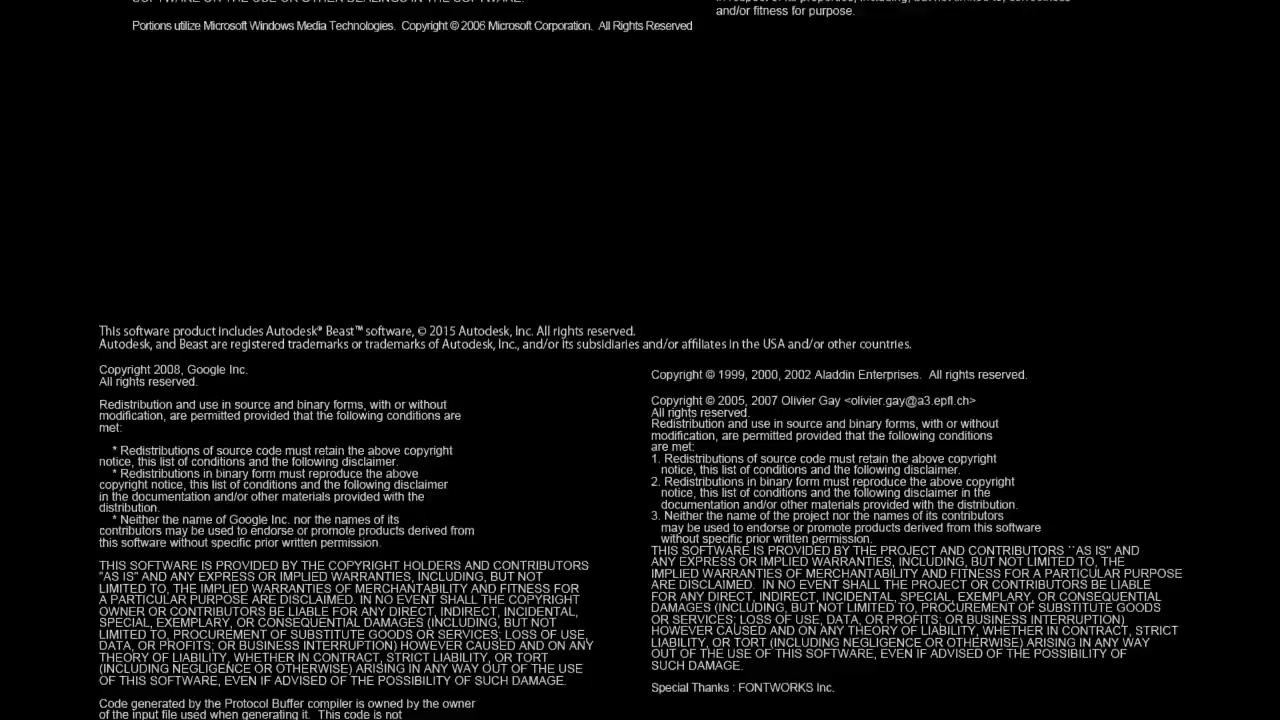 SOFTWARE OR THE USE OR OTHER DEALINGS IN THE SOFTWARE.
Portions utilize Microsoft Windows Media Technologies.  Copyright © 2006 Microsoft Corporation.  All Rights Reserved
in respect of its properties, including, but not limited to, correctness
and/or fitness for purpose.
This software product includes Autodesk® Beast™ software, © 2015 Autodesk, Inc. All rights reserved.
Autodesk, and Beast are registered trademarks or trademarks of Autodesk, Inc., and/or its subsidiaries and/or affiliates in the USA and/or other countries.
Copyright 2008, Google Inc.
All rights reserved.
Redistribution and use in source and binary forms, with or without
modification, are permitted provided that the following conditions are
met:
* Redistributions of source code must retain the above copyright
notice, this list of conditions and the following disclaimer.
* Redistributions in binary form must reproduce the above
copyright notice, this list of conditions and the following disclaimer
in the documentation and/or other materials provided with the
distribution.
* Neither the name of Google Inc. nor the names of its
contributors may be used to endorse or promote products derived from
this software without specific prior written permission.
THIS SOFTWARE IS PROVIDED BY THE COPYRIGHT HOLDERS AND CONTRIBUTORS
"AS IS" AND ANY EXPRESS OR IMPLIED WARRANTIES, INCLUDING, BUT NOT
LIMITED TO, THE IMPLIED WARRANTIES OF MERCHANTABILITY AND FITNESS FOR
A PARTICULAR PURPOSE ARE DISCLAIMED. IN NO EVENT SHALL THE COPYRIGHT
OWNER OR CONTRIBUTORS BE LIABLE FOR ANY DIRECT, INDIRECT, INCIDENTAL,
SPECIAL, EXEMPLARY, OR CONSEQUENTIAL DAMAGES (INCLUDING, BUT NOT
LIMITED TO, PROCUREMENT OF SUBSTITUTE GOODS OR SERVICES; LOSS OF USE,
DATA, OR PROFITS; OR BUSINESS INTERRUPTION) HOWEVER CAUSED AND ON ANY
THEORY OF LIABILITY, WHETHER IN CONTRACT, STRICT LIABILITY, OR TORT
(INCLUDING NEGLIGENCE OR OTHERWISE) ARISING IN ANY WAY OUT OF THE USE
OF THIS SOFTWARE, EVEN IF ADVISED OF THE POSSIBILITY OF SUCH DAMAGE.
Code generated by the Protocol Buffer compiler is owned by the owner
of the input file used when generating it.  This code is not
Copyright © 1999, 2000, 2002 Aladdin Enterprises.  All rights reserved.
Copyright © 2005, 2007 Olivier Gay <olivier.gay@a3.epfl.ch>
All rights reserved.
Redistribution and use in source and binary forms, with or without
modification, are permitted provided that the following conditions
are met:
1. Redistributions of source code must retain the above copyright
notice, this list of conditions and the following disclaimer.
2. Redistributions in binary form must reproduce the above copyright
notice, this list of conditions and the following disclaimer in the
documentation and/or other materials provided with the distribution.
3. Neither the name of the project nor the names of its contributors
may be used to endorse or promote products derived from this software
without specific prior written permission.
THIS SOFTWARE IS PROVIDED BY THE PROJECT AND CONTRIBUTORS ``AS IS'' AND
ANY EXPRESS OR IMPLIED WARRANTIES, INCLUDING, BUT NOT LIMITED TO, THE
IMPLIED WARRANTIES OF MERCHANTABILITY AND FITNESS FOR A PARTICULAR PURPOSE
ARE DISCLAIMED.  IN NO EVENT SHALL THE PROJECT OR CONTRIBUTORS BE LIABLE
FOR ANY DIRECT, INDIRECT, INCIDENTAL, SPECIAL, EXEMPLARY, OR CONSEQUENTIAL
DAMAGES (INCLUDING, BUT NOT LIMITED TO, PROCUREMENT OF SUBSTITUTE GOODS
OR SERVICES; LOSS OF USE, DATA, OR PROFITS; OR BUSINESS INTERRUPTION)
HOWEVER CAUSED AND ON ANY THEORY OF LIABILITY, WHETHER IN CONTRACT, STRICT
LIABILITY, OR TORT (INCLUDING NEGLIGENCE OR OTHERWISE) ARISING IN ANY WAY
OUT OF THE USE OF THIS SOFTWARE, EVEN IF ADVISED OF THE POSSIBILITY OF
SUCH DAMAGE.
Special Thanks : FONTWORKS Inc.